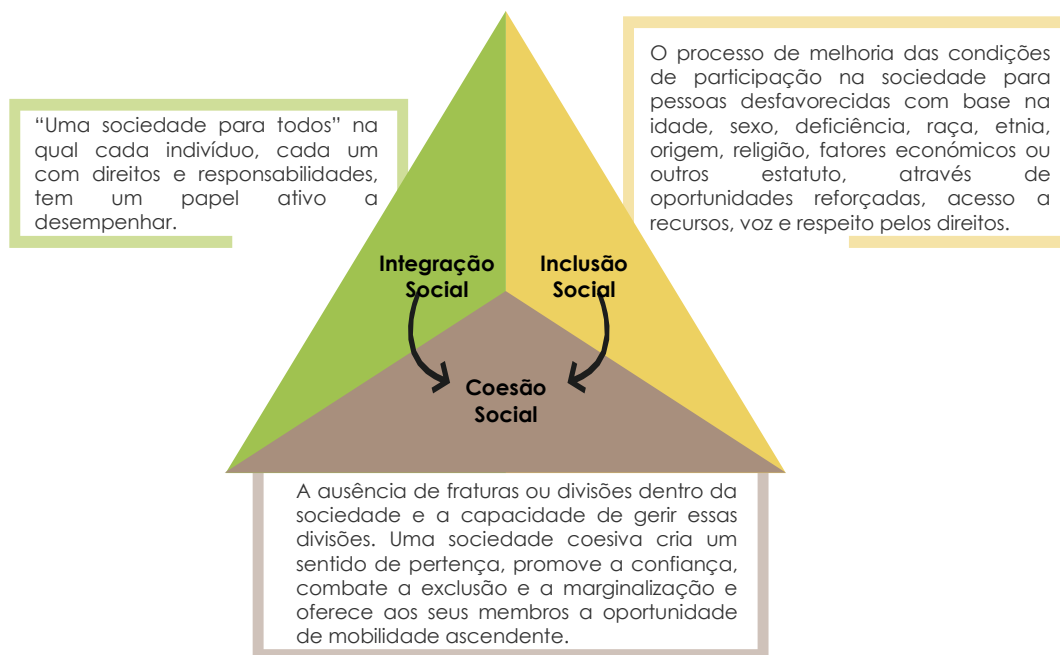 “Uma sociedade para todos” na
qual cada indivíduo, cada um
com direitos e responsabilidades,
tem um papel ativo a
desempenhar.
O processo de melhoria das condições
de participação na sociedade para
pessoas desfavorecidas com base na
idade, sexo, deficiência, raça, etnia,
origem, religião, fatores económicos ou
outros estatuto, através de
oportunidades reforçadas, acesso a
recursos, voz e respeito pelos direitos.
Integração
Social
Inclusão
Social
Coesão
Social
A ausência de fraturas ou divisões dentro da
sociedade e a capacidade de gerir essas
divisões. Uma sociedade coesiva cria um
sentido de pertença, promove a confiança,
combate a exclusão e a marginalização e
oferece aos seus membros a oportunidade
de mobilidade ascendente.